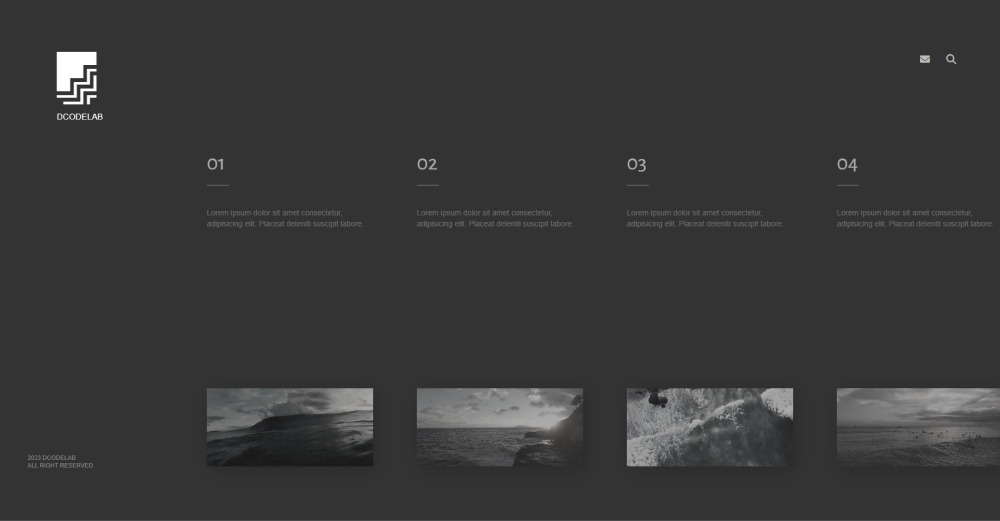 DCODELAB
01
Lorem ipsum dolor sit amet consectetur,
adipisicing elit. Placeat deleniti suscipit labore.
02
Lorem ipsum dolor sit amet consectetur,
adipisicing elit. Placeat deleniti suscipit labore.
03
Lorem ipsum dolor sit amet consectetur,
adipisicing elit. Placeat deleniti suscipit labore.
04
Lorem ipsum dolor sit amet consectetur,
adipisicing elit. Placeat deleniti suscipit labore.
2023 DCODELAB
ALL RIGHT RESERVED.